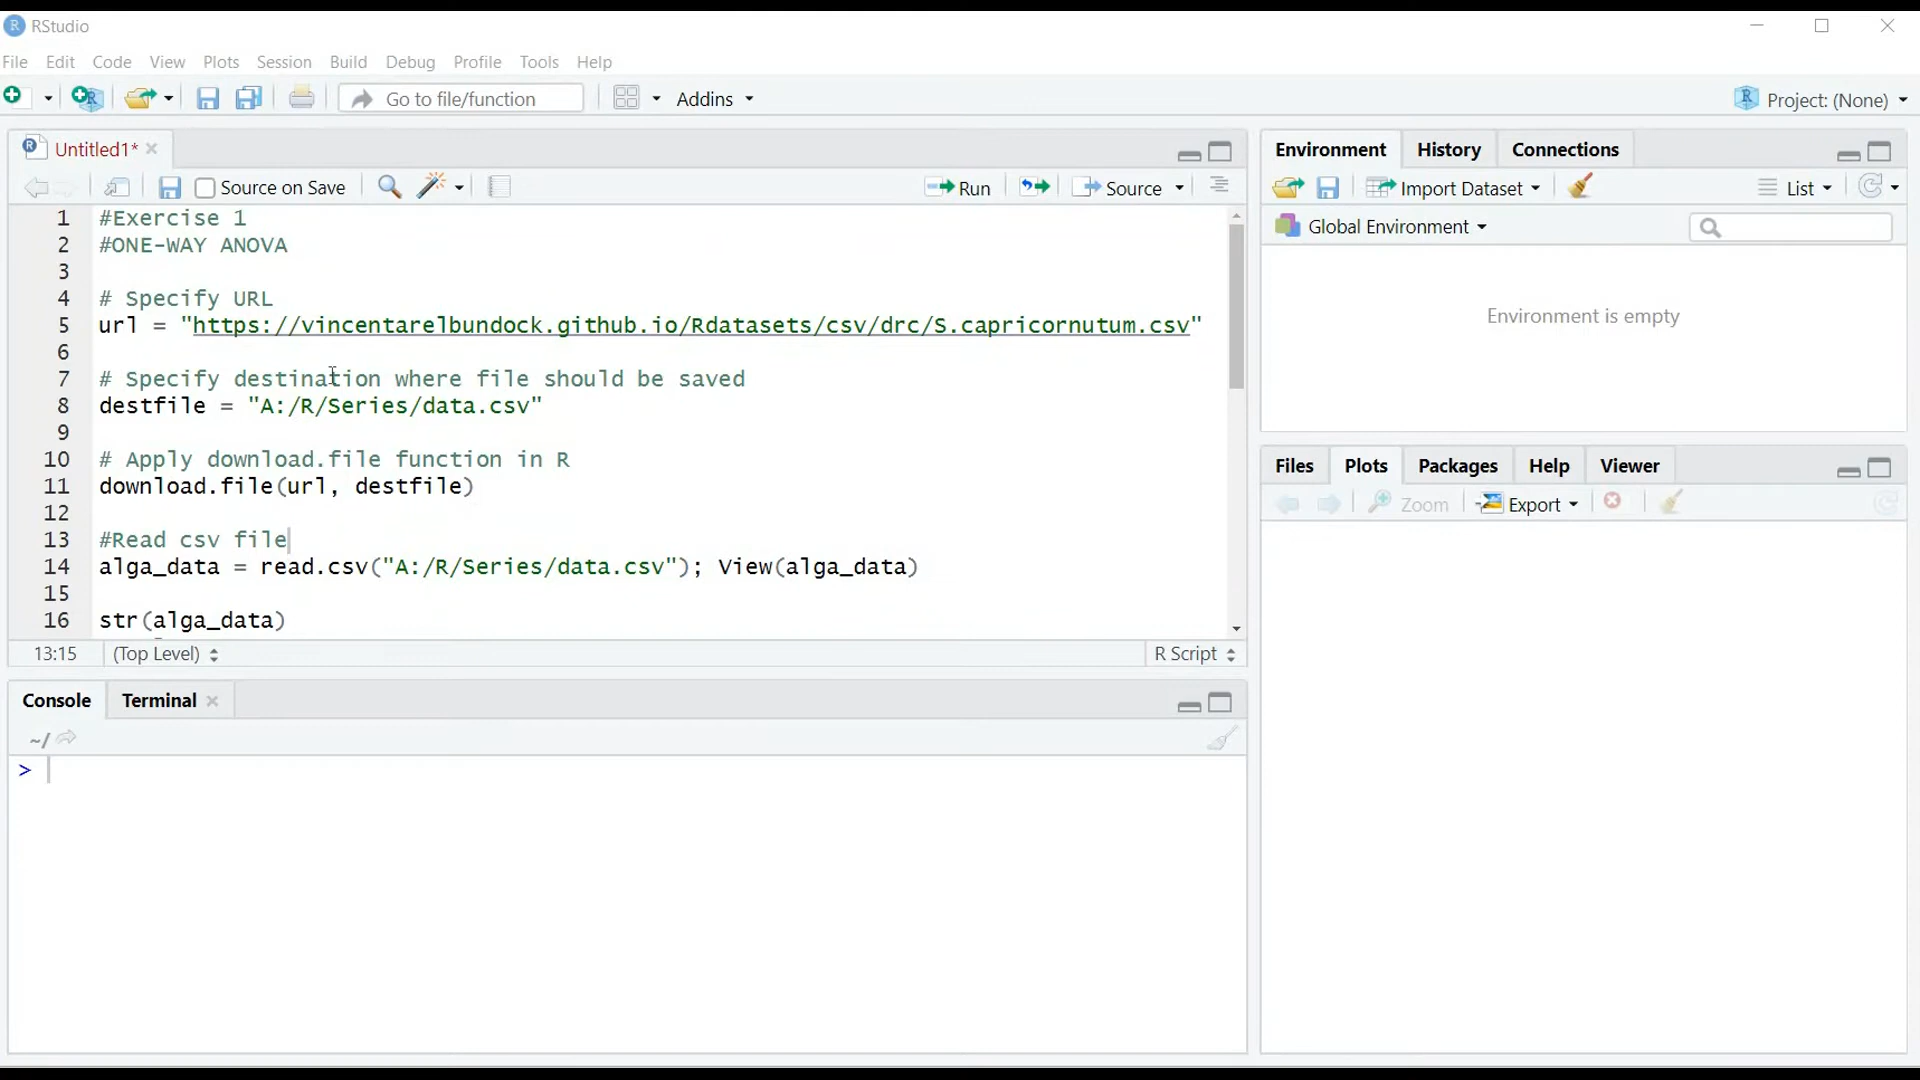 RStudio
File Edit Code View Plots Session Build Debug Profile Tools Help
Go to file/function Addins Project: (None)
Untitled1*
Source on Save Run Source
1 #Exercise 1
2 #ONE-WAY ANOVA
3
4 # Specify URL
5 url = "https://vincentarelbundock.github.io/Rdatasets/csv/drc/S.capricornutum.csv"
6
7 # Specify destination where file should be saved
8 destfile = "A:/R/Series/data.csv"
9
10 # Apply download.file function in R
11 download.file(url, destfile)
12
13 #Read csv file
14 alga_data = read.csv("A:/R/Series/data.csv"); View(alga_data)
15
16 str(alga_data)
13:15 (Top Level) R Script
Console Terminal
~/
>
Environment History Connections
Import Dataset List
Global Environment
Environment is empty
Files Plots Packages Help Viewer
Zoom Export